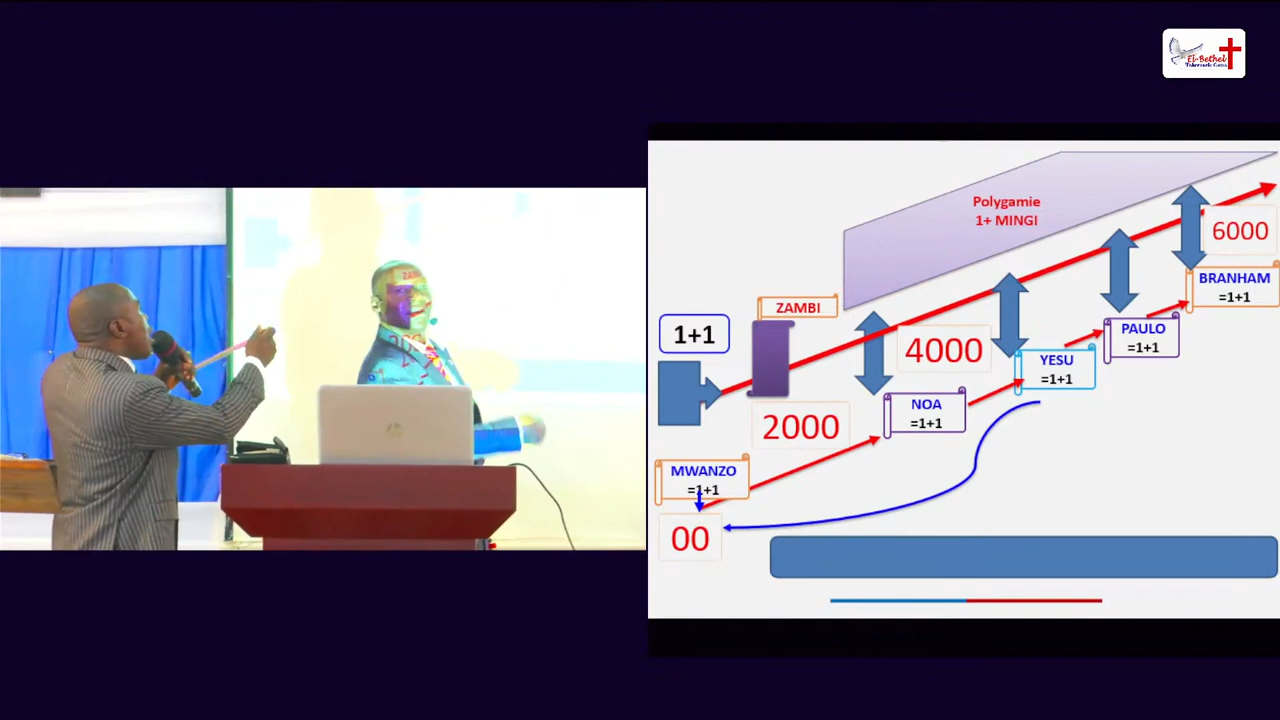 El-Bethel
Polygamie
1+ MINGI
6000
BRANHAM
=1+1
ZAMBI
1+1
PAULO
=1+1
4000
YESU
=1+1
NOA
=1+1
2000
MWANZO
=1+1
00